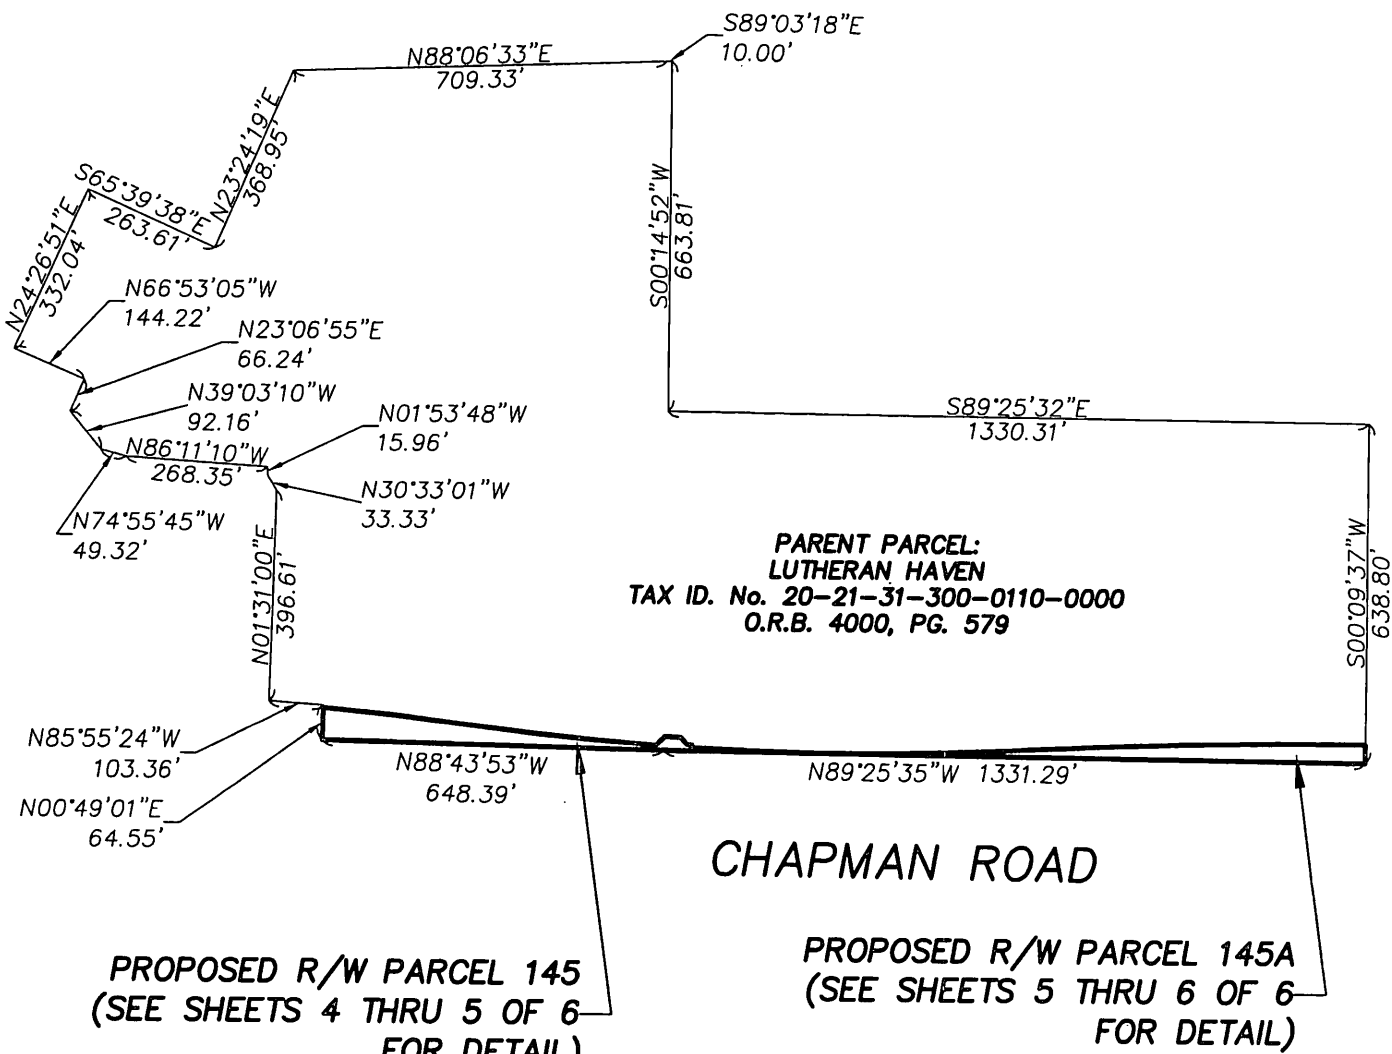 S89°03'18"E
10.00'
N88°06'33"E
709.33'
N23°24'19"E
368.95'
S65°39'38"E
263.61'
N24°26'51"E
332.04'
S00°14'52"W
663.81'
N66°53'05"W
144.22'
N23°06'55"E
66.24'
N39°03'10"W
92.16'
N01°53'48"W
15.96'
S89°25'32"E
1330.31'
N86°11'10"W
268.35'
N30°33'01"W
33.33'
N74°55'45"W
49.32'
N01°31'00"E
396.61'
PARENT PARCEL:
LUTHERAN HAVEN
TAX ID. No. 20-21-31-300-0110-0000
O.R.B. 4000, PG. 579
S00°09'37"W
638.80'
N85°55'24"W
103.36'
N88°43'53"W
648.39'
N89°25'35"W 1331.29'
N00°49'01"E
64.55'
CHAPMAN ROAD
PROPOSED R/W PARCEL 145
(SEE SHEETS 4 THRU 5 OF 6
FOR DETAIL)
PROPOSED R/W PARCEL 145A
(SEE SHEETS 5 THRU 6 OF 6
FOR DETAIL)